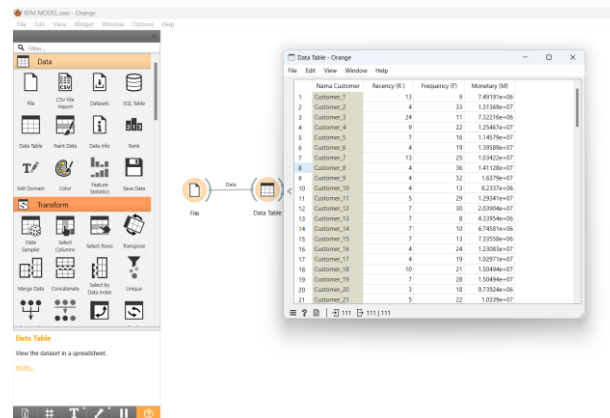 RFM MODEL.ows - Orange
File Edit View Widget Window Options Help
Filter...
Data
File CSV File Import Datasets SQL Table
Data Table Paint Data Data Info Rank
Edit Domain Color Feature Statistics Save Data
Transform
Data Sampler Select Columns Select Rows Transpose
Merge Data Concatenate Select by Data Index Unique
Data Table
View the dataset in a spreadsheet.
more...
File Data Data Table
Data Table - Orange
File Edit View Window Help
Nama Customer Recency (R) Frequency (F) Monetary (M)
1 Customer_1 13 9 7.49191e+06
2 Customer_2 4 33 1.31369e+07
3 Customer_3 24 11 7.32216e+06
4 Customer_4 9 22 1.25467e+07
5 Customer_5 7 16 1.14579e+07
6 Customer_6 4 19 1.39589e+07
7 Customer_7 13 25 1.03422e+07
8 Customer_8 4 36 1.41128e+07
9 Customer_9 4 32 1.6379e+07
10 Customer_10 4 13 8.2337e+06
11 Customer_11 5 29 1.29341e+07
12 Customer_12 7 30 2.03904e+07
13 Customer_13 7 8 4.33954e+06
14 Customer_14 7 10 6.74581e+06
15 Customer_15 7 13 7.33558e+06
16 Customer_16 4 24 1.23083e+07
17 Customer_17 4 19 1.02971e+07
18 Customer_18 10 21 1.50494e+07
19 Customer_19 7 28 1.50494e+07
20 Customer_20 3 18 9.73924e+06
21 Customer_21 5 22 1.0339e+07
111 111 | 111